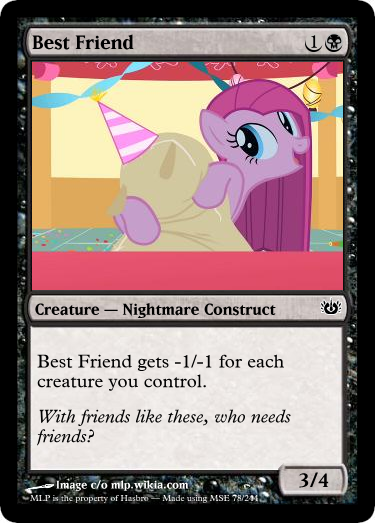 Best Friend 1
Creature — Nightmare Construct
Best Friend gets -1/-1 for each
creature you control.
With friends like these, who needs
friends?
Image c/o mlp.wikia.com
MLP is the property of Hasbro — Made using MSE 78/244
3/4